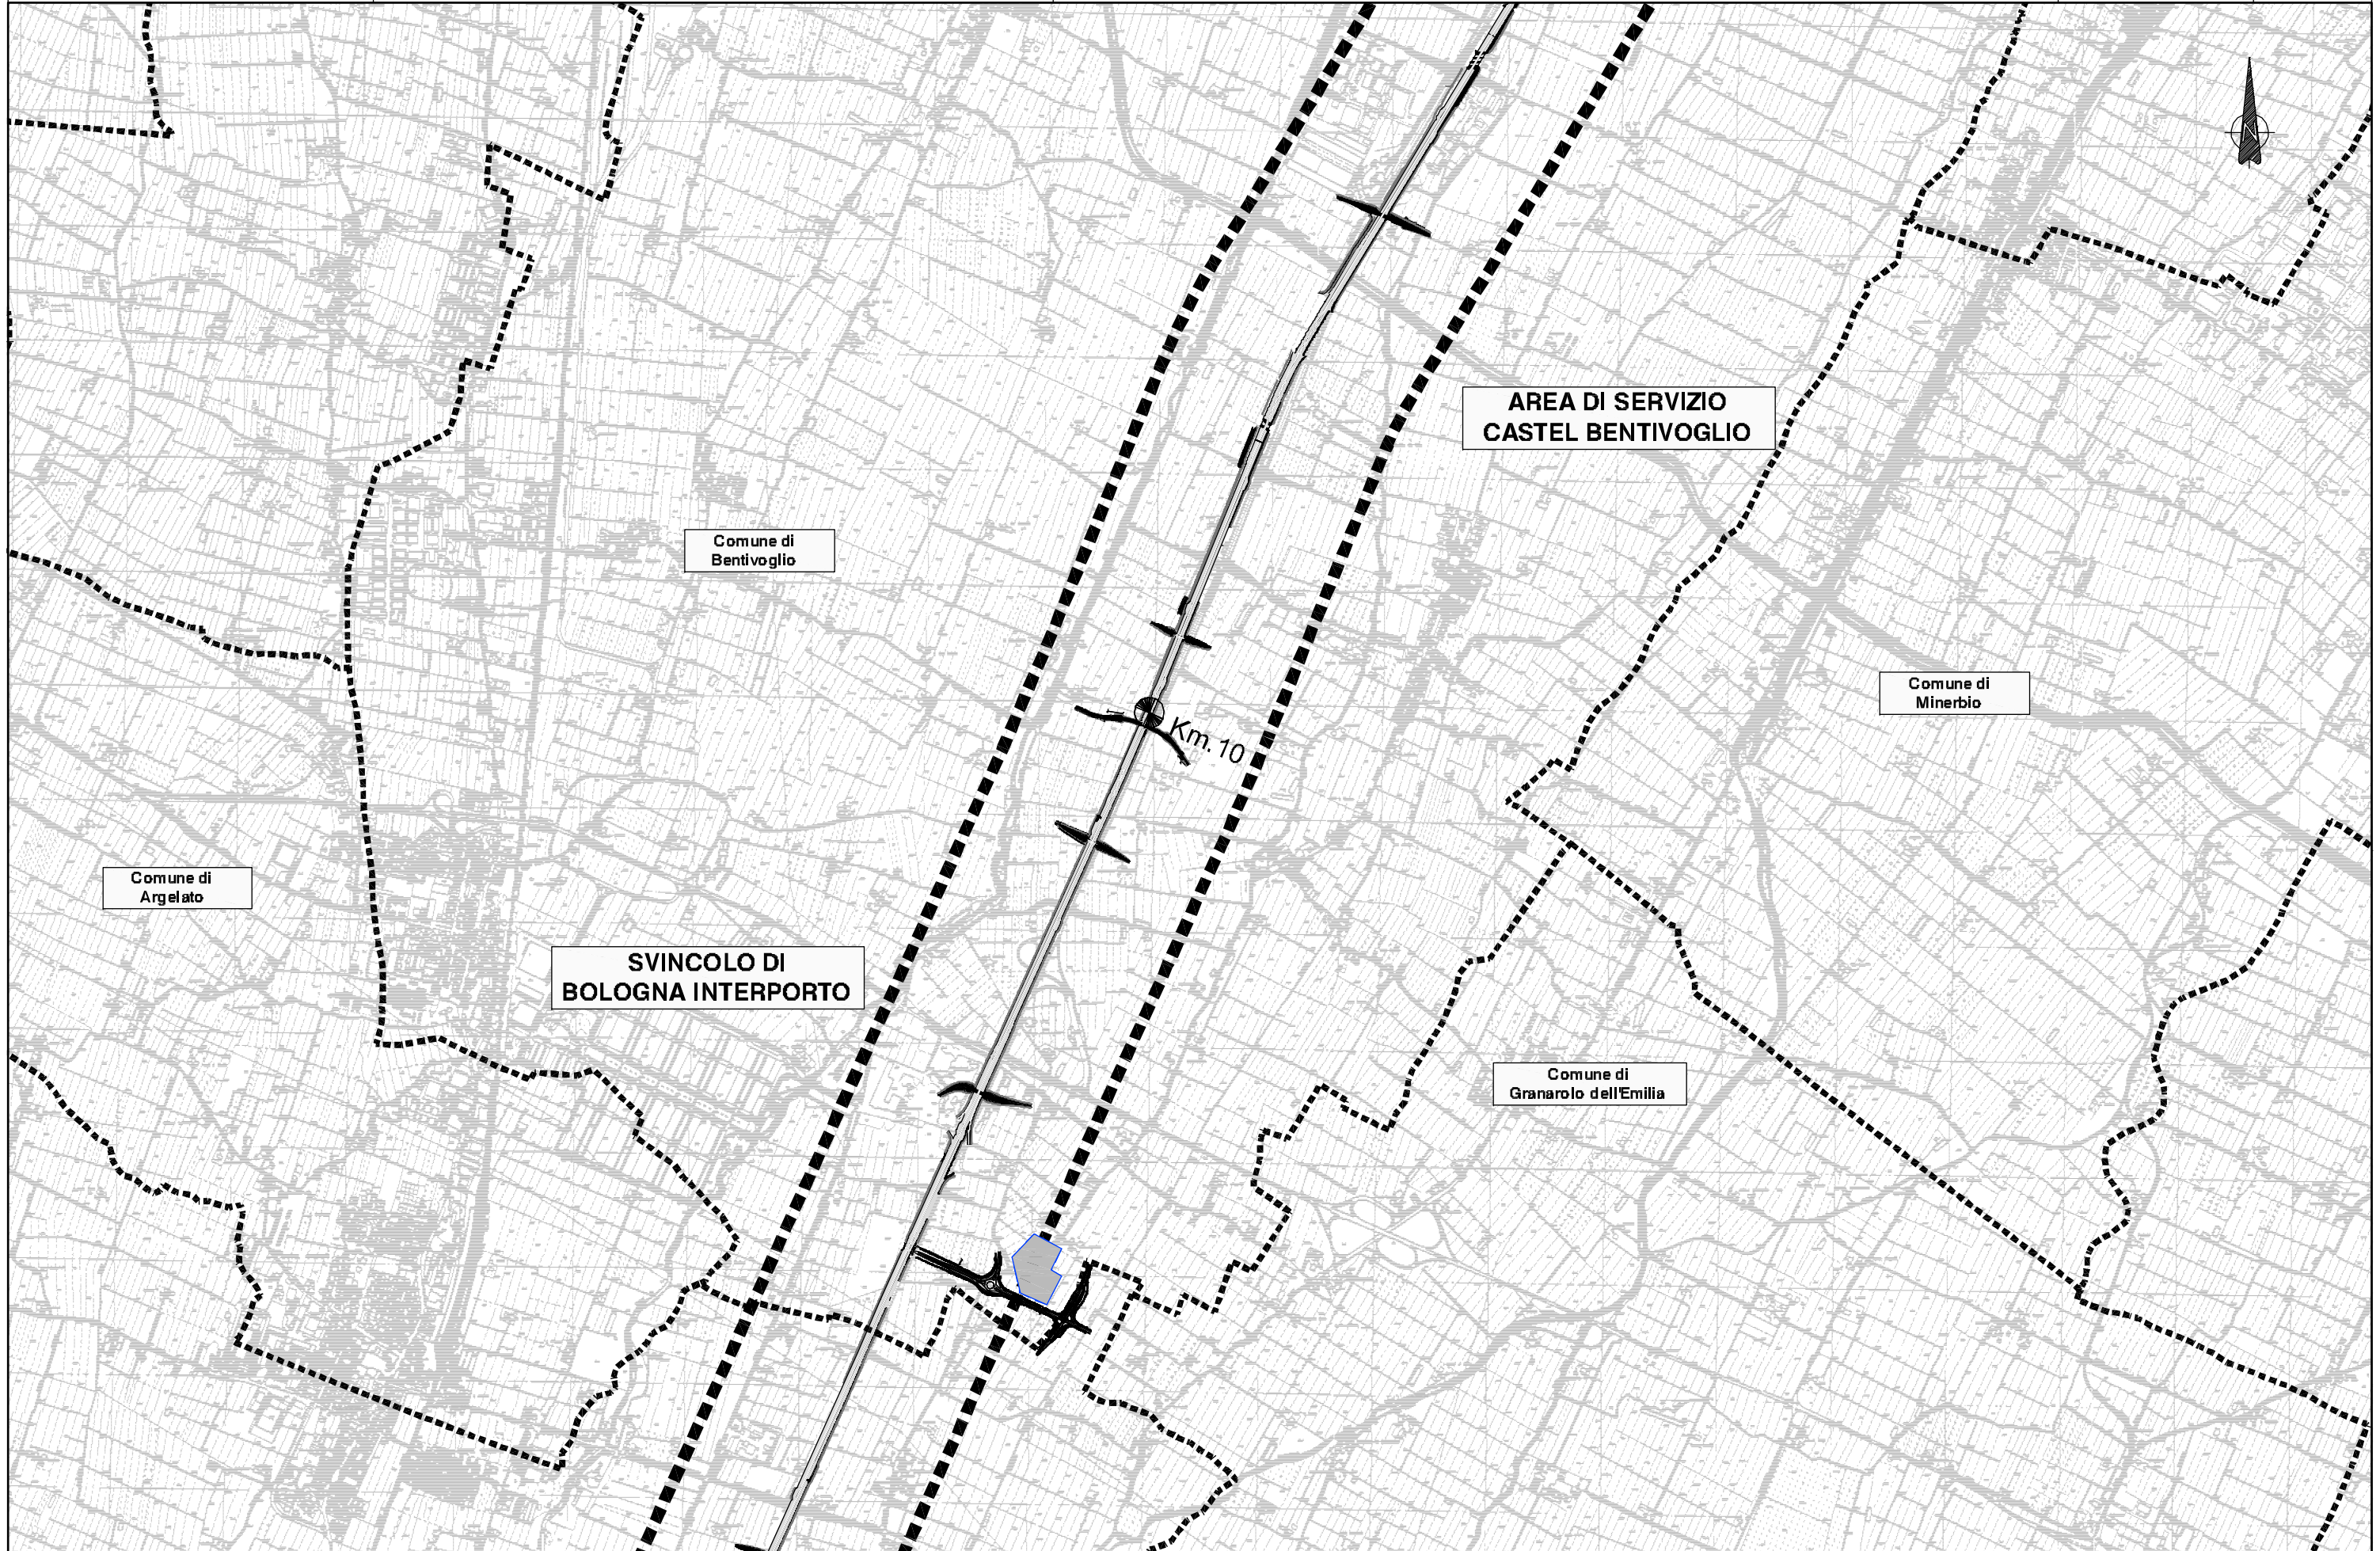 AREA DI SERVIZIO
CASTEL BENTIVOGLIO
Comune di
Bentivoglio
Comune di
Minerbio
Km. 10
Comune di
Argelato
SVINCOLO DI
BOLOGNA INTERPORTO
Comune di
Granarolo dell'Emilia